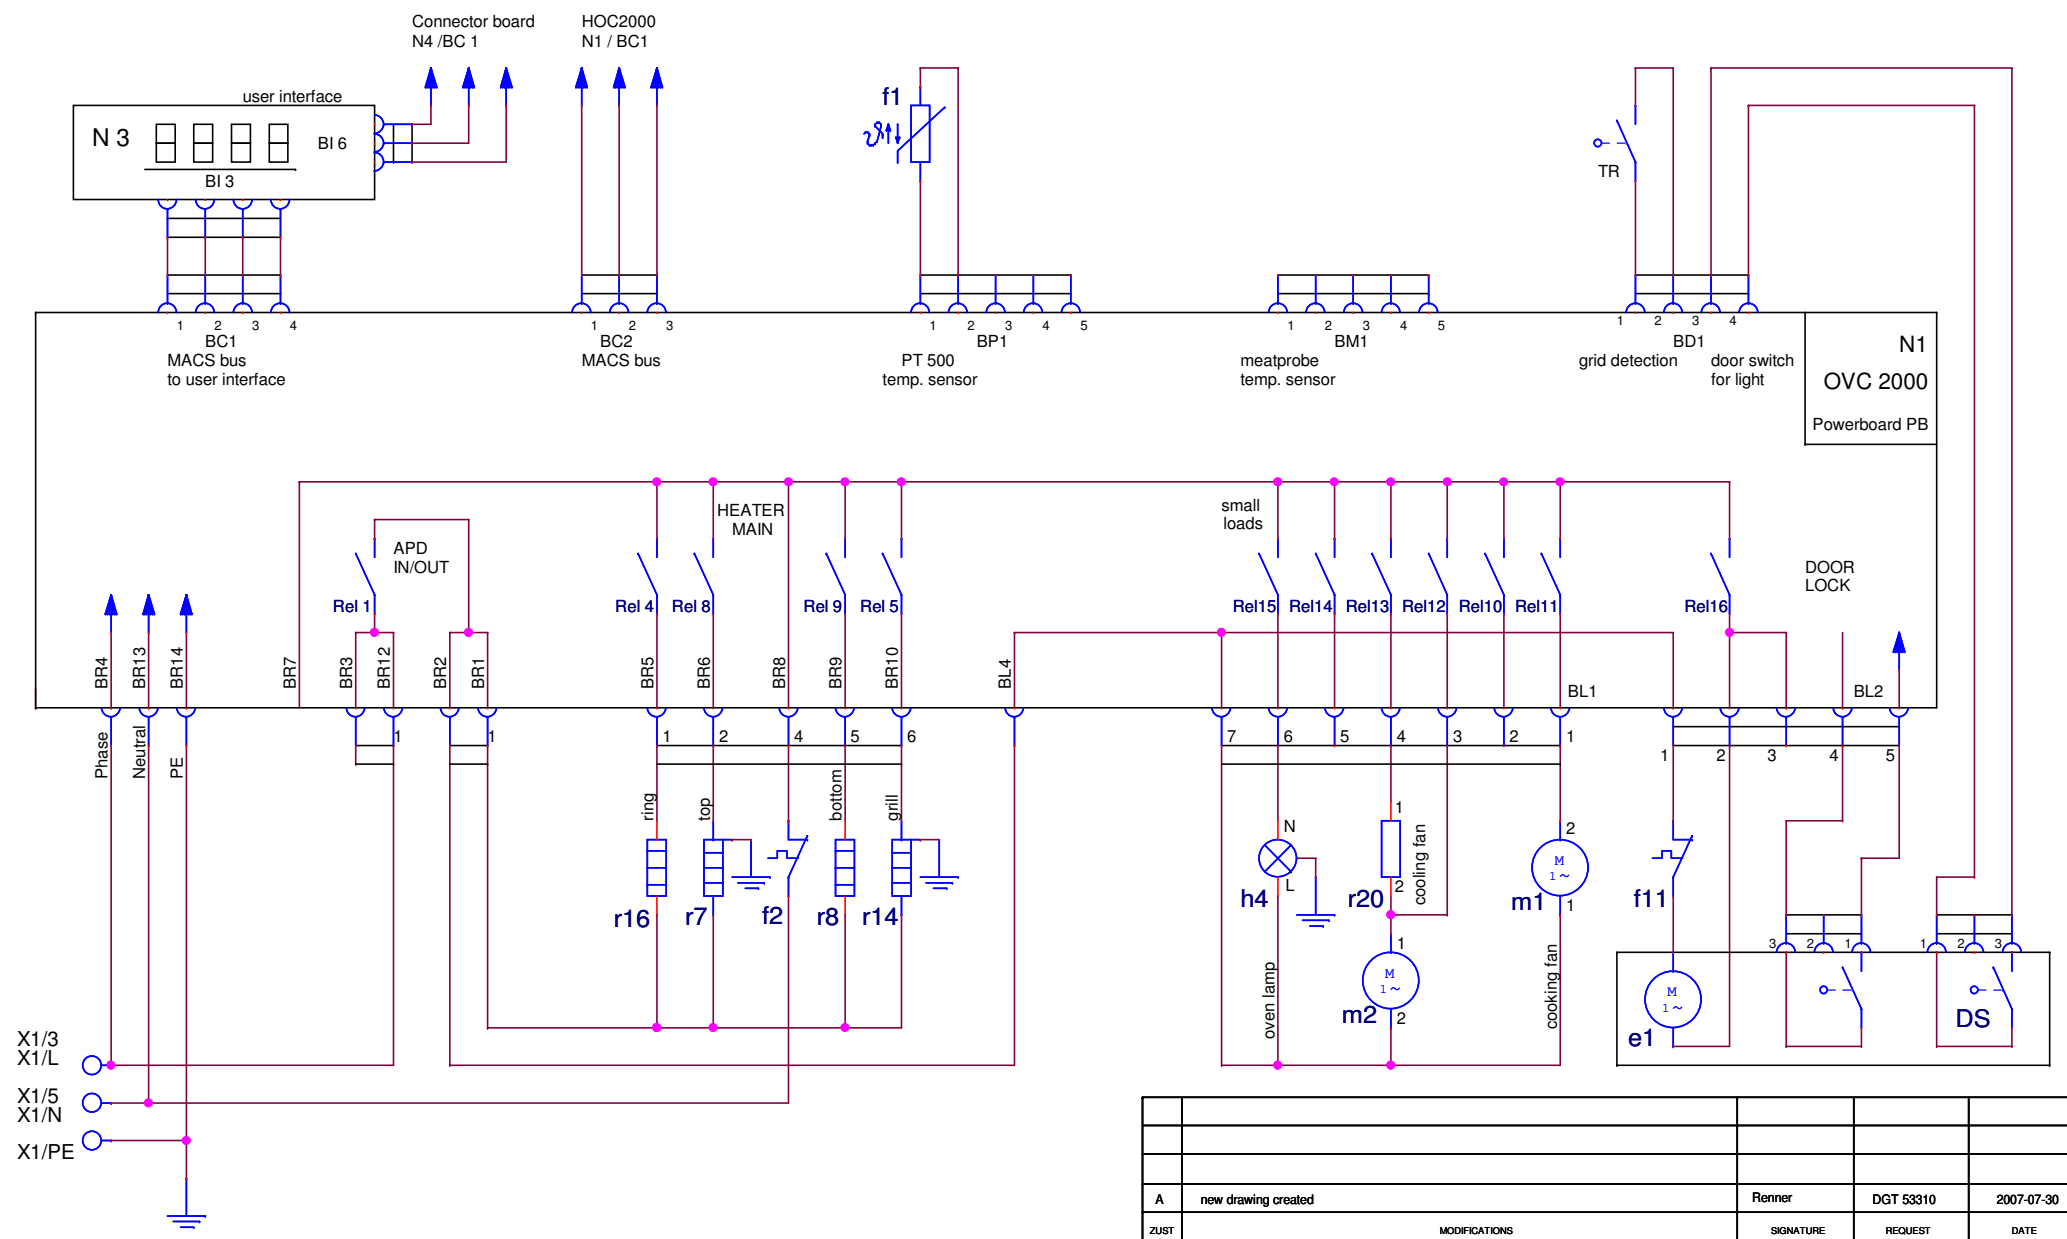 Connector board
N4 /BC 1
HOC2000
N1 / BC1
user interface
N 3
BI 6
BI 3
f1
TR
1 2 3 4
BC1
MACS bus
to user interface
1 2 3
BC2
MACS bus
1 2 3 4 5
BP1
PT 500
temp. sensor
1 2 3 4 5
BM1
meatprobe
temp. sensor
1 2 3 4
BD1
grid detection
door switch
for light
N1
OVC 2000
Powerboard PB
HEATER
MAIN
small
loads
APD
IN/OUT
DOOR
LOCK
Rel 1
Rel 4
Rel 8
Rel 9
Rel 5
Rel15
Rel14
Rel13
Rel12
Rel10
Rel11
Rel16
BR4
BR13
BR14
BR7
BR3
BR12
BR2
BR1
BR5
BR6
BR8
BR9
BR10
BL4
BL1
BL2
Phase
Neutral
PE
1
1
1 2 4 5 6
7 6 5 4 3 2 1
1 2 3 4 5
ring
top
bottom
grill
N
L
1
2
cooling fan
M
1~
2
1
r16
r7
f2
r8
r14
h4
r20
m1
f11
oven lamp
1
M
1~
2
m2
cooking fan
3 2 1
1 2 3
M
1~
e1
DS
X1/3
X1/L
X1/5
X1/N
X1/PE
A new drawing created Renner DGT 53310 2007-07-30
ZUST MODIFICATIONS SIGNATURE REQUEST DATE